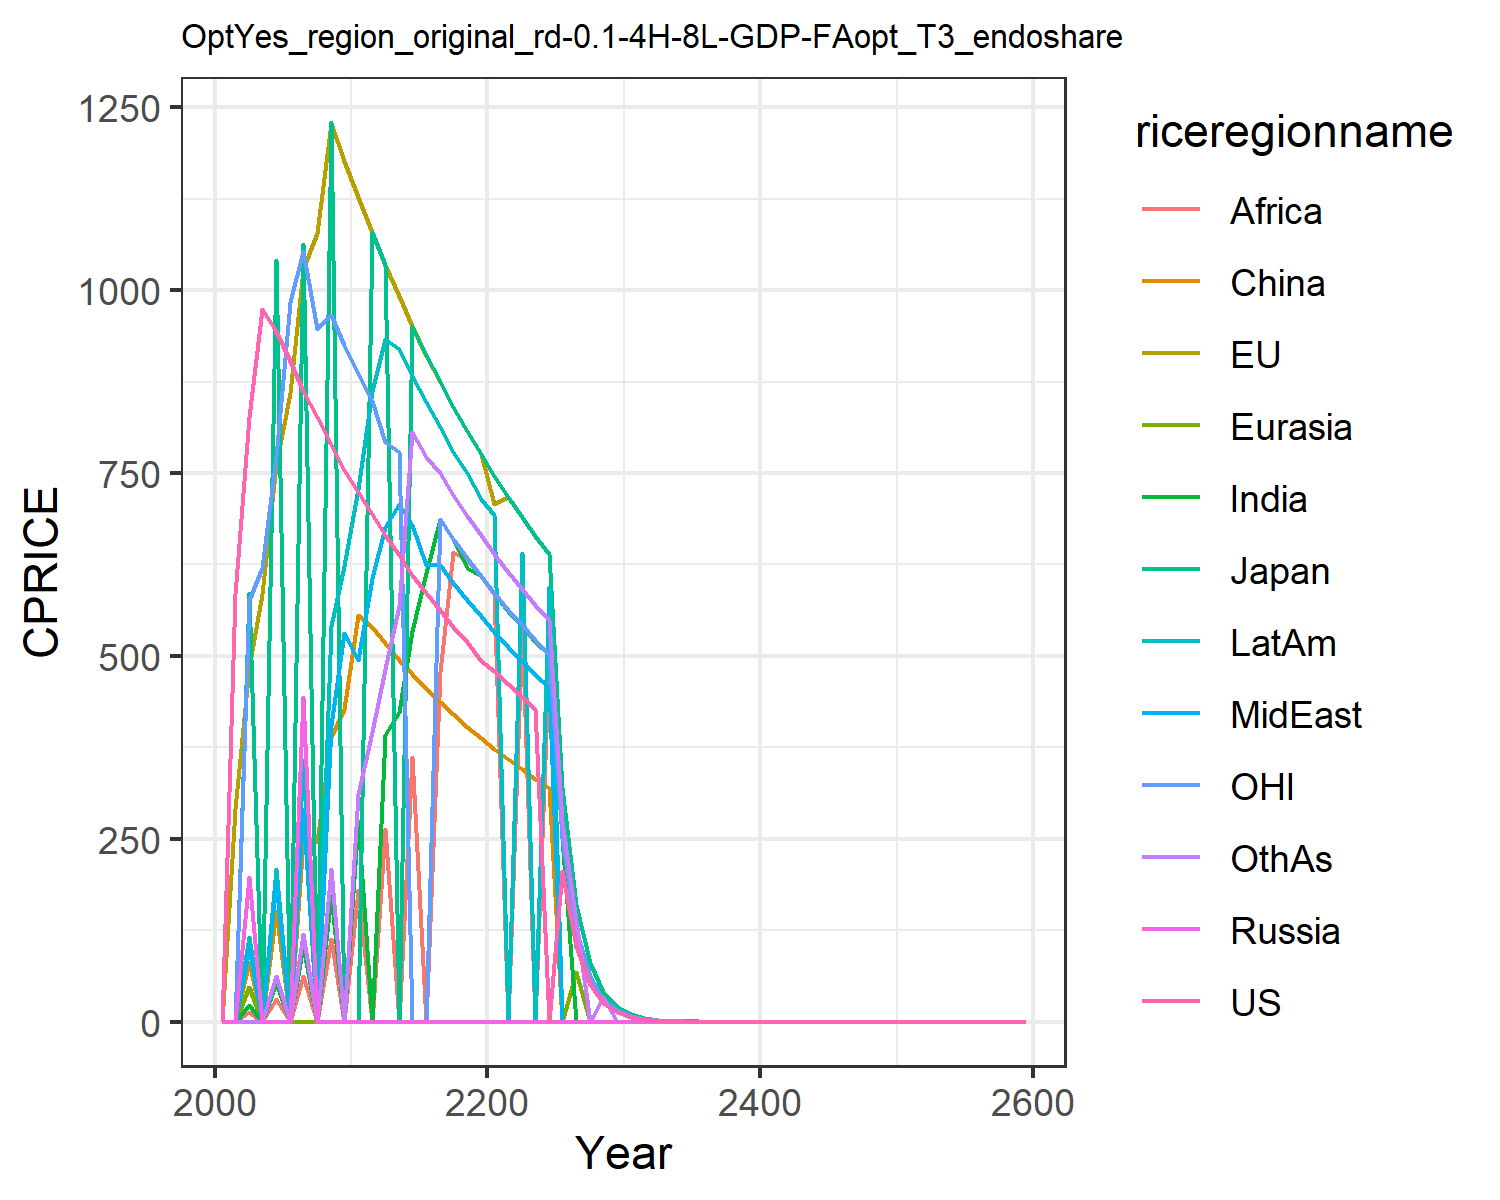 OptYes_region_original_rd-0.1-4H-8L-GDP-FAopt_T3_endoshare
1250
1000
750
500
250
0
CPRICE
2000 2200 2400 2600
Year
riceregionname
Africa
China
EU
Eurasia
India
Japan
LatAm
MidEast
OHI
OthAs
Russia
US